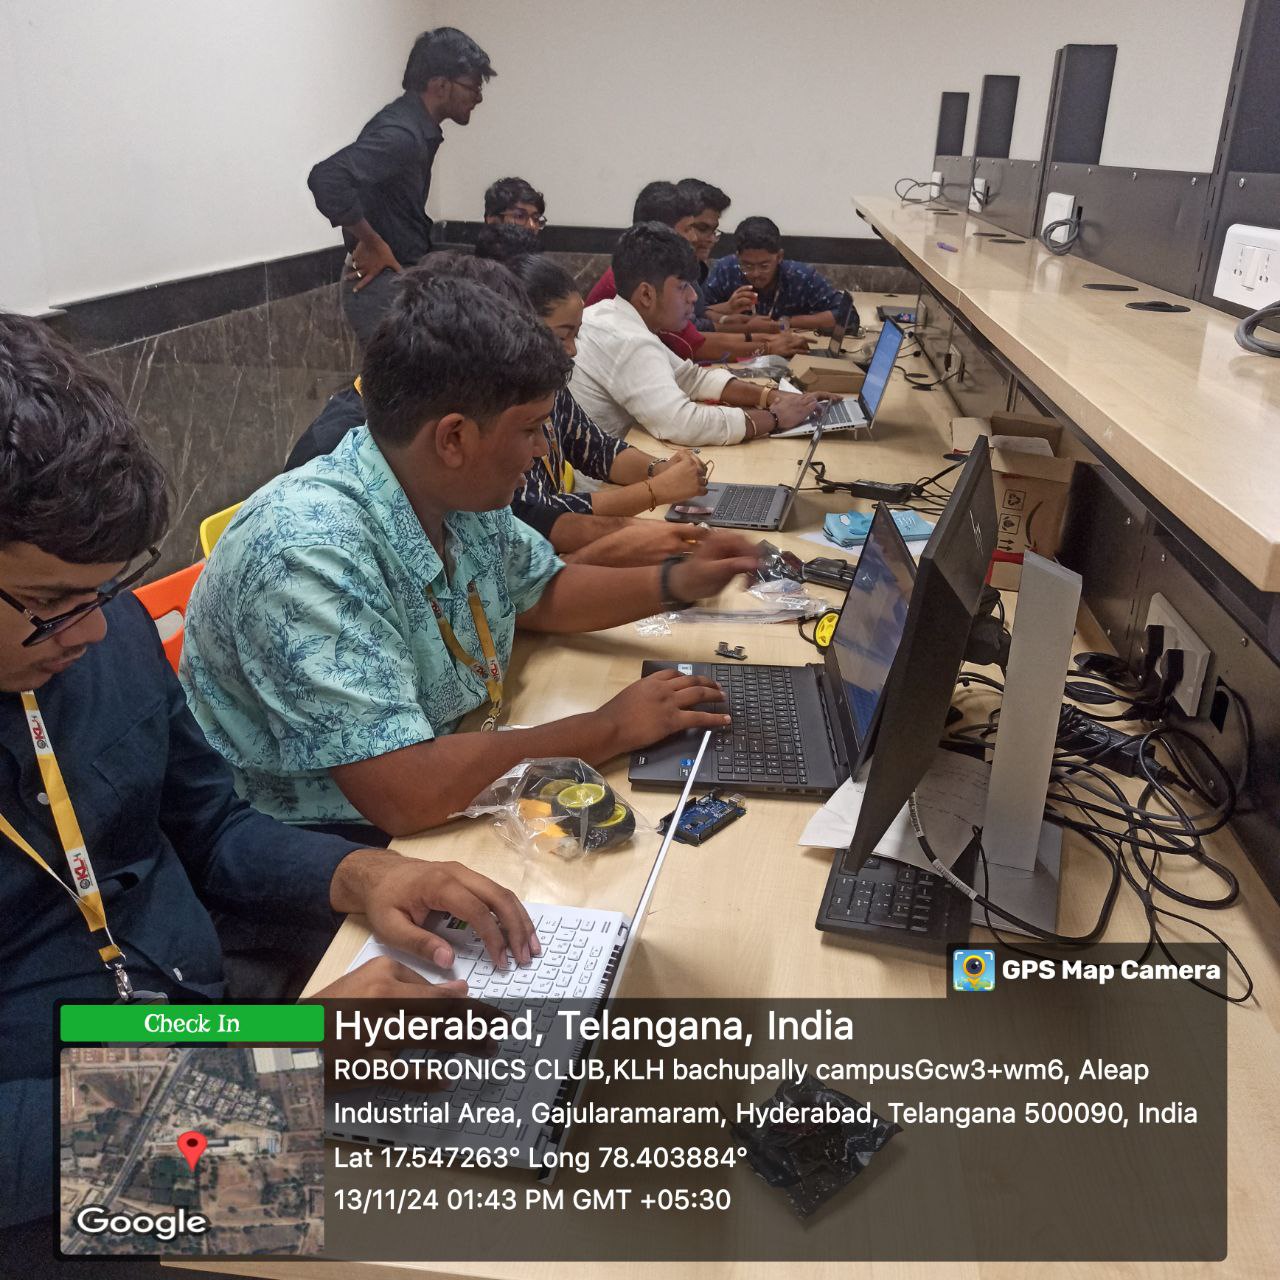 KLH
KLH
GPS Map Camera
Check In
Hyderabad, Telangana, India
ROBOTRONICS CLUB,KLH bachupally campusGcw3+wm6, Aleap
Industrial Area, Gajularamaram, Hyderabad, Telangana 500090, India
Lat 17.547263° Long 78.403884°
13/11/24 01:43 PM GMT +05:30
Google